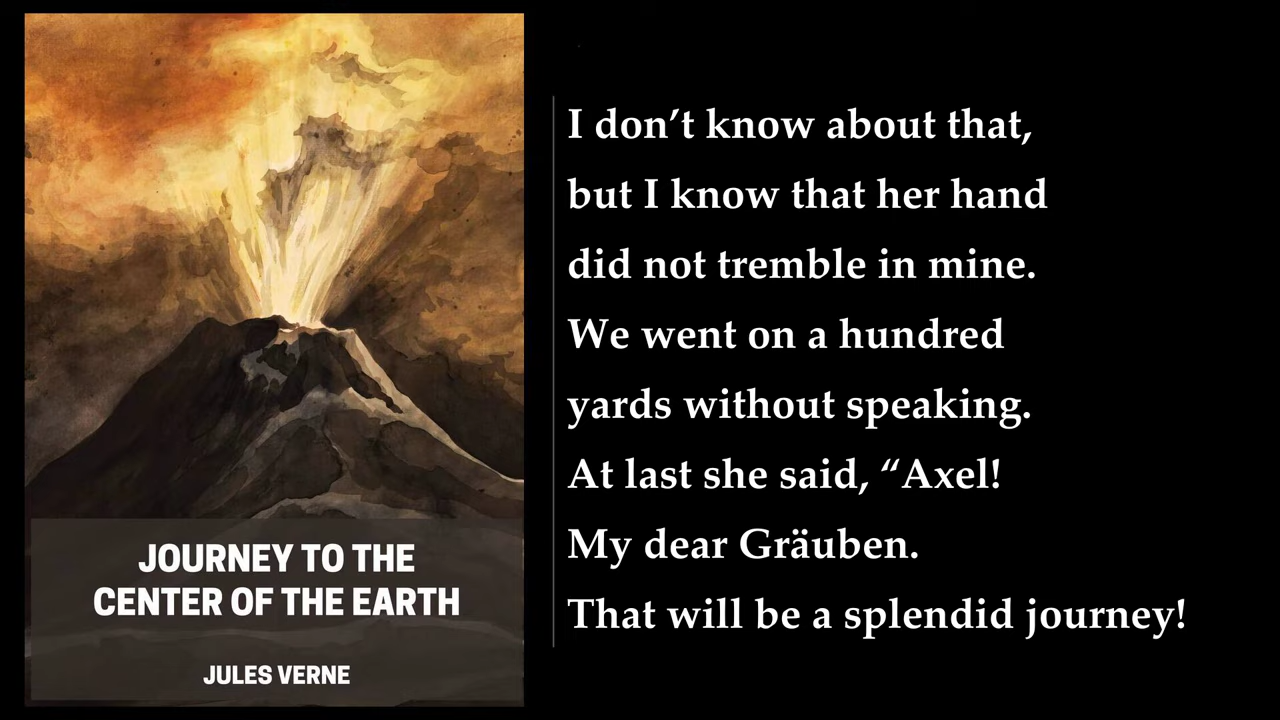 JOURNEY TO THE
CENTER OF THE EARTH
JULES VERNE
I don’t know about that,
but I know that her hand
did not tremble in mine.
We went on a hundred
yards without speaking.
At last she said, “Axel!
My dear Gräuben.
That will be a splendid journey!